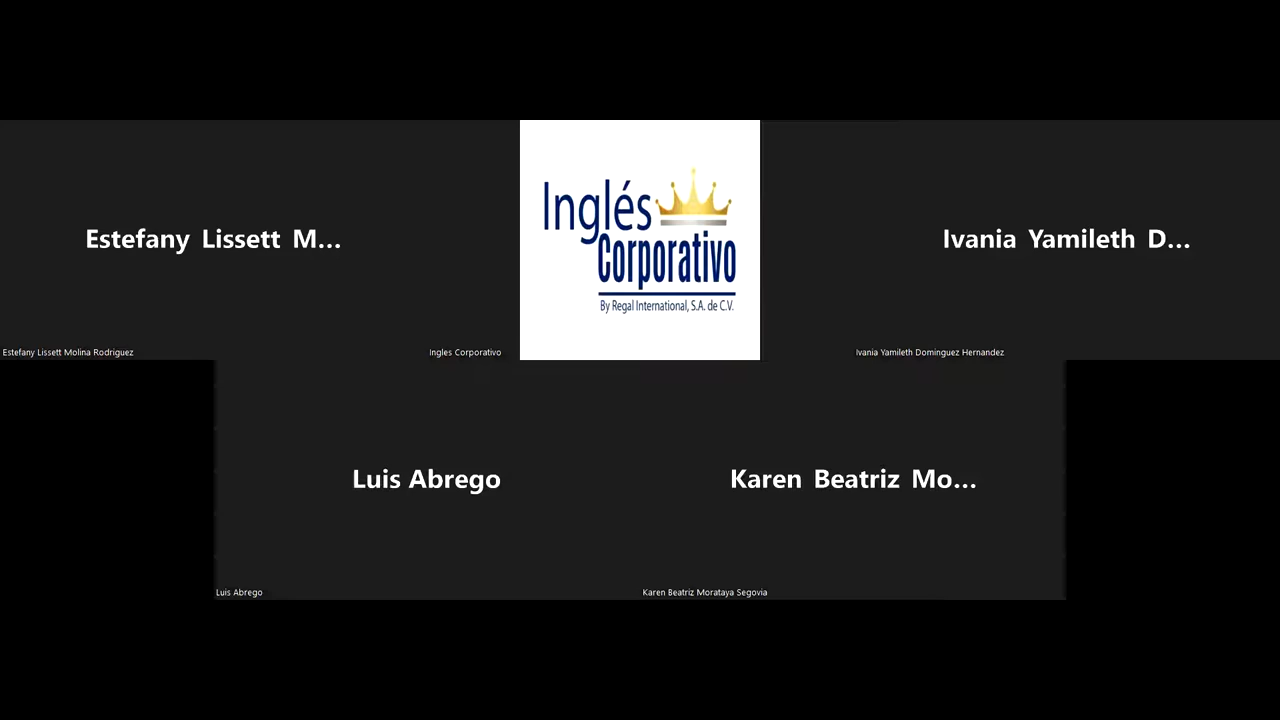 Estefany Lissett M...
Estefany Lissett Molina Rodriguez
Inglés
Corporativo
By Regal International, S.A. de C.V.
Ingles Corporativo
Ivania Yamileth D...
Ivania Yamileth Dominguez Hernandez
Luis Abrego
Luis Abrego
Karen Beatriz Mo...
Karen Beatriz Morataya Segovia